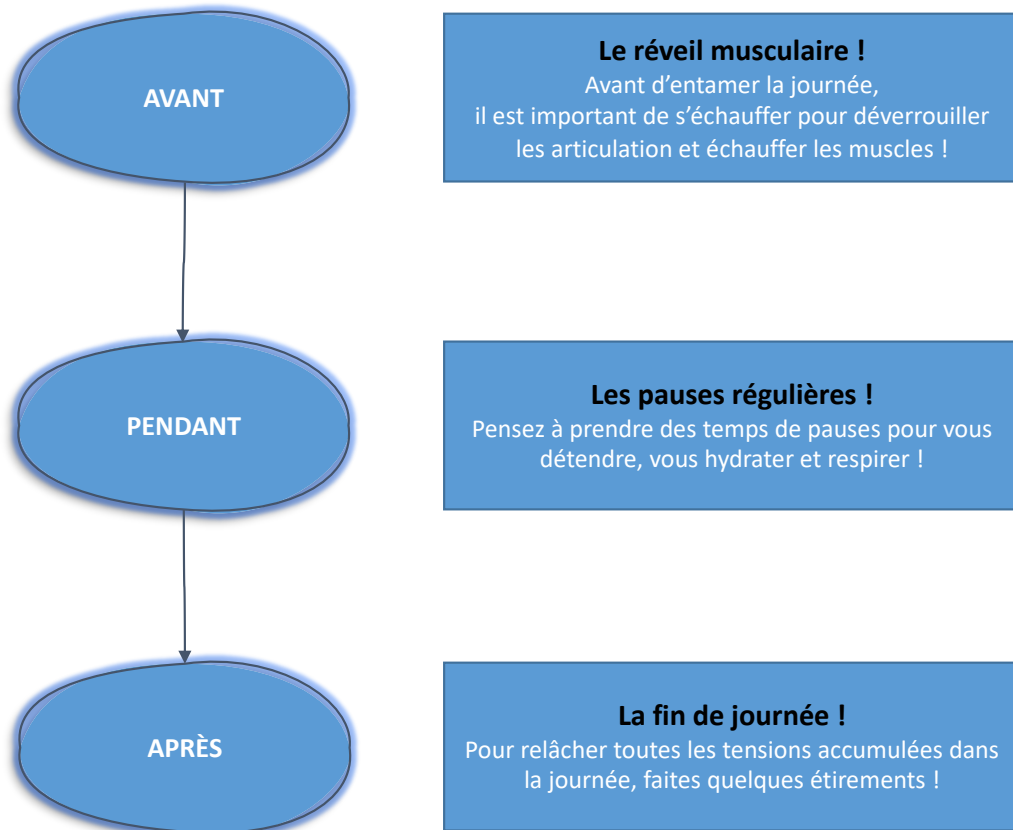 AVANT
Le réveil musculaire !
Avant d’entamer la journée,
il est important de s’échauffer pour déverrouiller
les articulation et échauffer les muscles !
PENDANT
Les pauses régulières !
Pensez à prendre des temps de pauses pour vous
détendre, vous hydrater et respirer !
APRÈS
La fin de journée !
Pour relâcher toutes les tensions accumulées dans
la journée, faites quelques étirements !